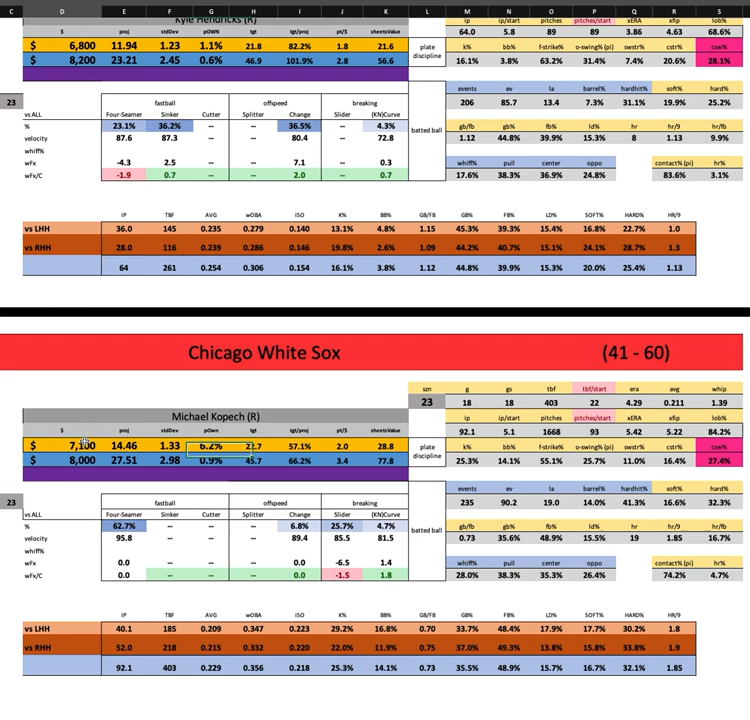 C D E F G H I J K L M N O P Q R S
Kyle Hendricks (R) ip ip/start pitches pitches/start xERA xfip lob%
$ proj stdDev pOWN tgt tgt/proj pt/$ sheetsValue 64.0 5.8 89 89 3.86 4.63 68.6%
$ 6,800 11.94 1.23 1.1% 21.8 82.2% 1.8 21.6 plate discipline k% bb% f-strike% o-swing% (pi) swstr% cstr% csw%
$ 8,200 23.21 2.45 0.6% 46.9 101.9% 2.8 56.6 16.1% 3.8% 63.2% 31.4% 7.4% 20.6% 28.1%
events ev la barrel% hardhit% soft% hard%
23 fastball offspeed breaking 206 85.7 13.4 7.3% 31.1% 19.9% 25.2%
vsALL Four-Seamer Sinker Cutter Splitter Change Slider (KN)Curve
% 23.1% 36.2% -- -- 36.5% -- 4.3% batted ball gb/fb gb% fb% ld% hr hr/9 hr/fb
velocity 87.6 87.3 -- -- 80.4 -- 72.8 1.12 44.8% 39.9% 15.3% 8 1.13 9.9%
whiff%
wFx -4.3 2.5 7.1 0.3 whiff% pull center oppo contact% (pi) hr%
wFx/C -1.9 0.7 -- -- 2.0 -- 0.7 17.6% 38.3% 36.9% 24.8% 83.6% 3.1%
IP TBF AVG wOBA ISO K% BB% GB/FB GB% FB% LD% SOFT% HARD% HR/9
vs LHH 36.0 145 0.235 0.279 0.140 13.1% 4.8% 1.15 45.3% 39.3% 15.4% 16.8% 22.7% 1.0
vs RHH 28.0 116 0.239 0.286 0.146 19.8% 2.6% 1.09 44.2% 40.7% 15.1% 24.1% 28.7% 1.3
64 261 0.254 0.306 0.154 16.1% 3.8% 1.12 44.8% 39.9% 15.3% 20.0% 25.4% 1.13
Chicago White Sox (41 - 60)
szn g gs tbf tbf/start era avg whip
23 18 18 403 22 4.29 0.211 1.39
Michael Kopech (R) ip ip/start pitches pitches/start xERA xfip lob%
$ proj stdDev pOwn tgt tgt/proj pt/$ sheetsValue 92.1 5.1 1668 93 5.42 5.22 84.2%
$ 7,100 14.46 1.33 6.2% 57.1% 2.0 28.8 plate discipline k% bb% f-strike% o-swing% (pi) swstr% cstr% csw%
$ 8,000 27.51 2.98 0.9% 45.7 66.2% 3.4 77.8 25.3% 14.1% 55.1% 25.7% 11.0% 16.4% 27.4%
events ev la barrel% hardhit% soft% hard%
23 fastball offspeed breaking 235 90.2 19.0 14.0% 41.3% 16.6% 32.3%
vsALL Four-Seamer Sinker Cutter Splitter Change Slider (KN)Curve
% 62.7% -- -- -- 6.8% 25.7% 4.7% batted ball gb/fb gb% fb% ld% hr hr/9 hr/fb
velocity 95.8 -- -- -- 89.4 85.5 81.5 0.73 35.6% 48.9% 15.5% 19 1.85 16.7%
whiff%
wFx 0.0 0.0 -6.5 1.4 whiff% pull center oppo contact% (pi) hr%
wFx/C 0.0 -- -- -- 0.0 -1.5 1.8 28.0% 38.3% 35.3% 26.4% 74.2% 4.7%
IP TBF AVG wOBA ISO K% BB% GB/FB GB% FB% LD% SOFT% HARD% HR/9
vs LHH 40.1 185 0.209 0.347 0.223 29.2% 16.8% 0.70 33.7% 48.4% 17.9% 17.7% 30.2% 1.8
vs RHH 52.0 218 0.215 0.332 0.220 22.0% 11.9% 0.75 37.0% 49.3% 13.8% 15.8% 33.8% 1.9
92.1 403 0.229 0.356 0.218 25.3% 14.1% 0.73 35.5% 48.9% 15.7% 16.7% 32.1% 1.85